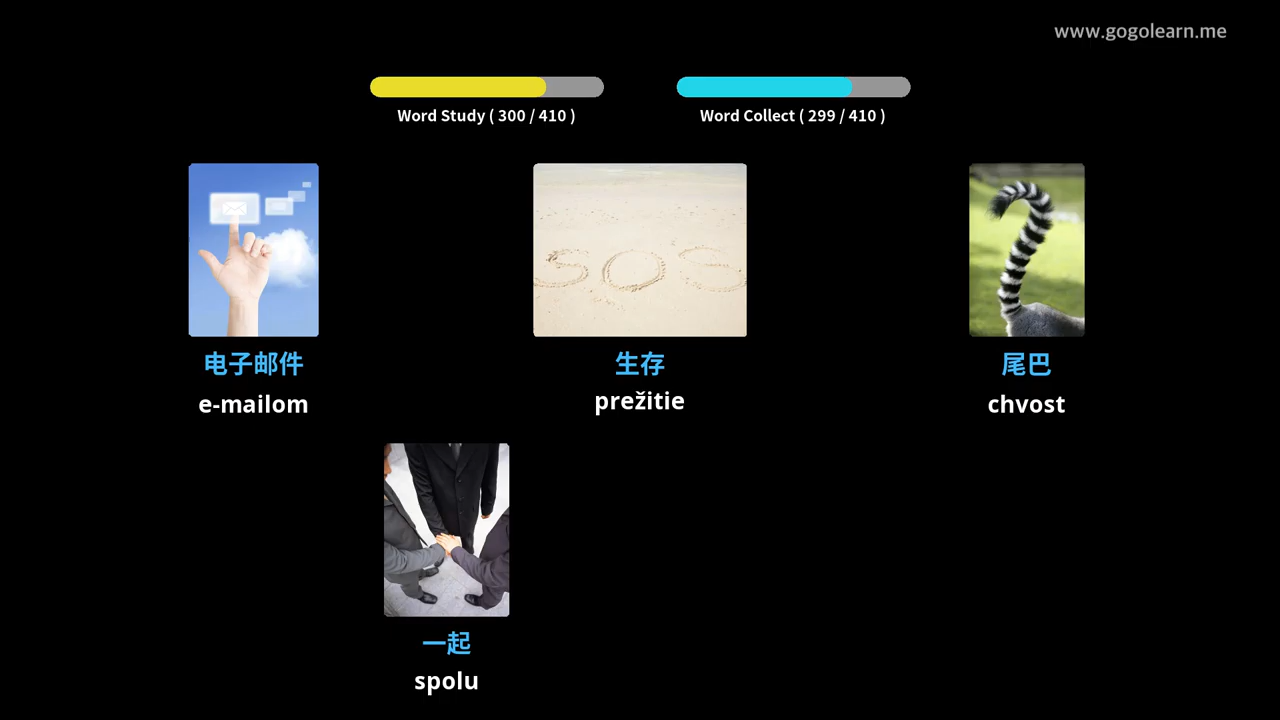 www.gogolearn.me
Word Study ( 300 / 410 )
Word Collect ( 299 / 410 )
SOS
电子邮件
e-mailom
生存
prežitie
尾巴
chvost
一起
spolu